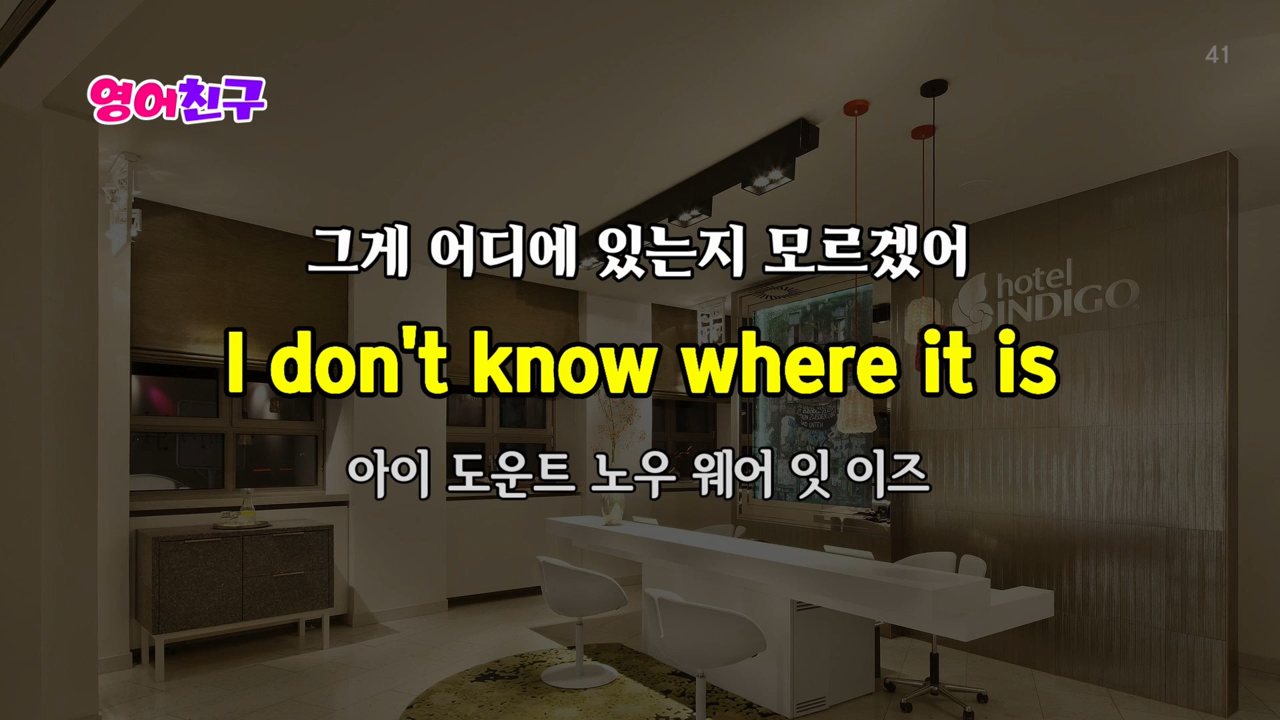 41
영어친구
그게 어디에 있는지 모르겠어
hotel
INDIGO
I don't know where it is
아이 도운트 노우 웨어 잇 이즈